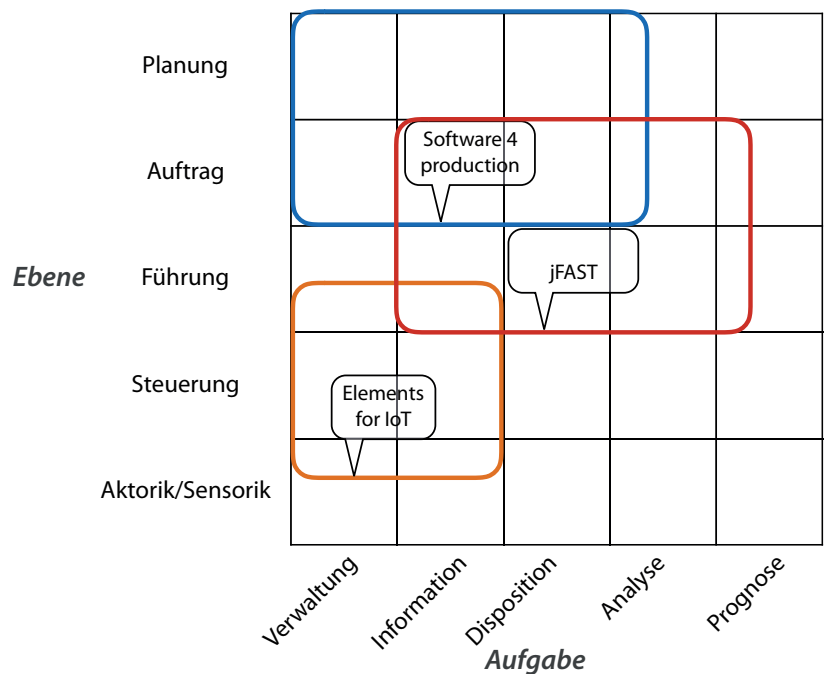 Planung
Software 4
production
Auftrag
Ebene
Führung
jFAST
Steuerung
Elements
for IoT
Aktorik/Sensorik
Verwaltung
Information
Disposition
Analyse
Prognose
Aufgabe